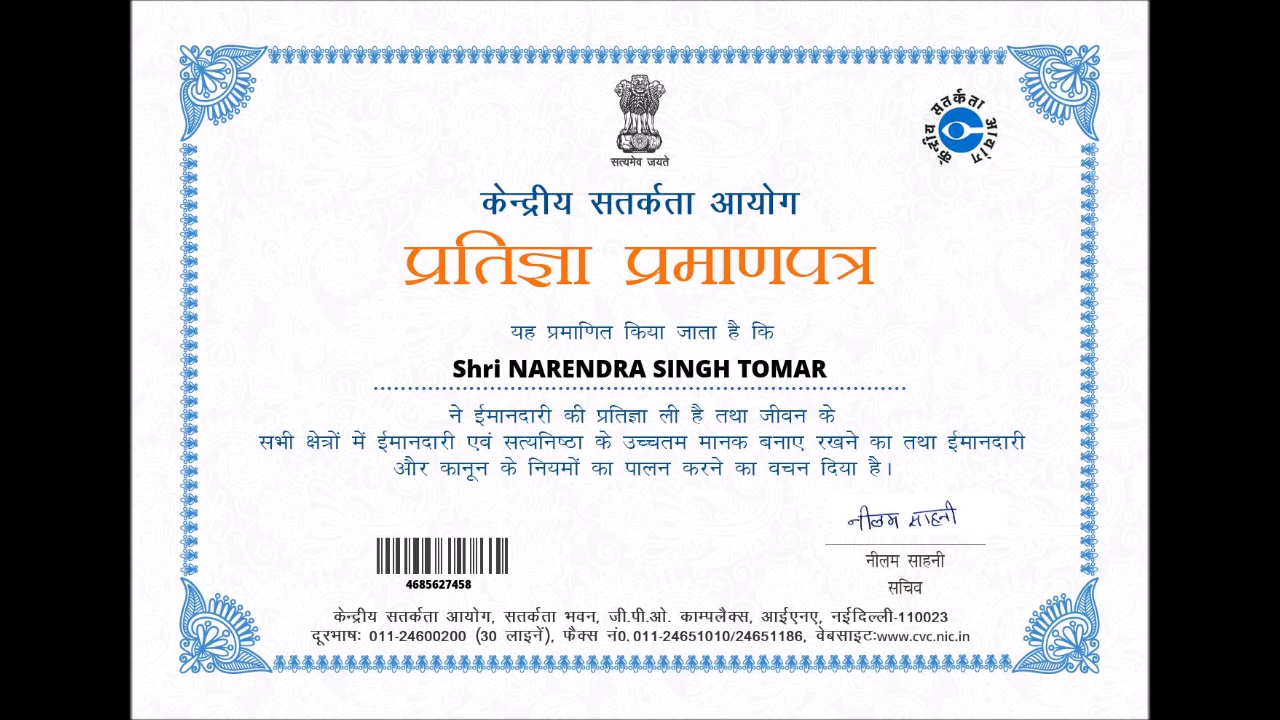 सत्यमेव जयते
केन्द्रीय सतर्कता आयोग
केन्द्रीय सतर्कता आयोग
प्रतिज्ञा प्रमाणपत्र
यह प्रमाणित किया जाता है कि
Shri NARENDRA SINGH TOMAR
ने ईमानदारी की प्रतिज्ञा ली है तथा जीवन के
सभी क्षेत्रों में ईमानदारी एवं सत्यनिष्ठा के उच्चतम मानक बनाए रखने का तथा ईमानदारी
और कानून के नियमों का पालन करने का वचन दिया है।
नीलम साहनी
नीलम साहनी
सचिव
4685627458
केन्द्रीय सतर्कता आयोग, सतर्कता भवन, जी.पी.ओ. काम्पलैक्स, आईएनए, नईदिल्ली-110023
दूरभाषः 011-24600200 (30 लाइनें), फैक्स नं0. 011-24651010/24651186, वेबसाइटःwww.cvc.nic.in